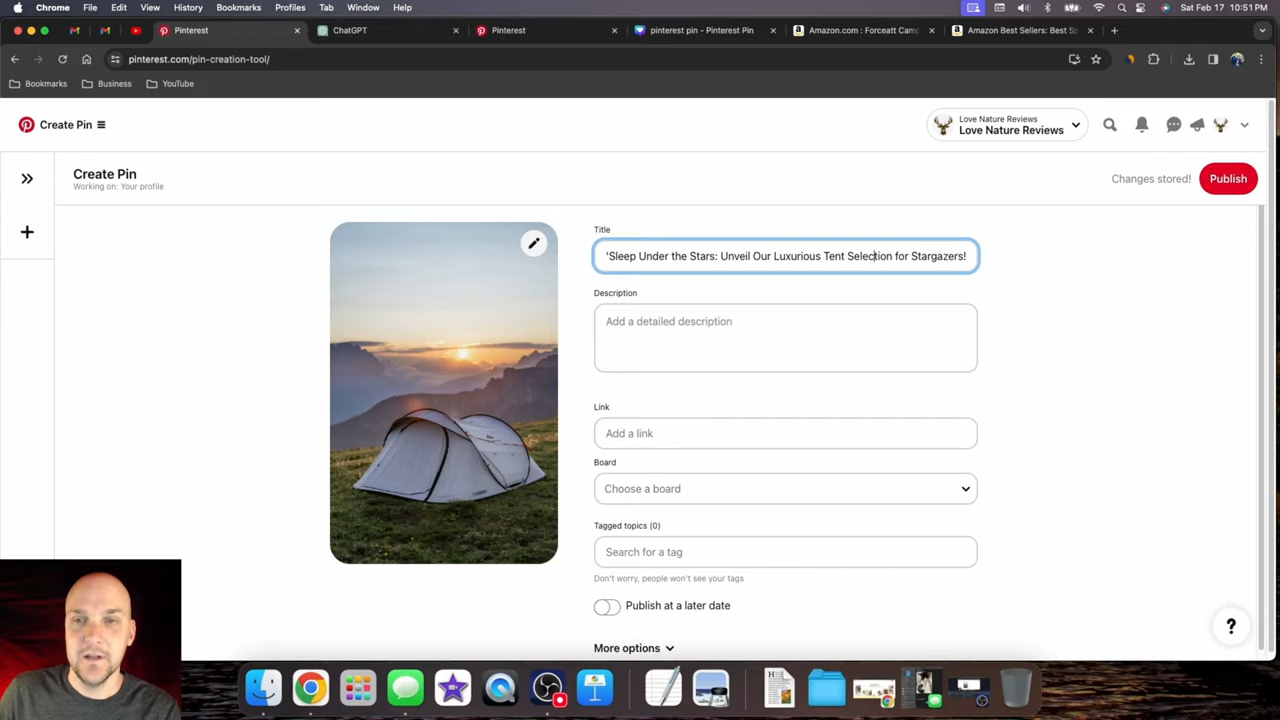 Chrome File Edit View History Bookmarks Profiles Tab Window Help Sat Feb 17 10:51 PM
Pinterest ChatGPT Pinterest pinterest pin - Pinterest Pin Amazon.com : Forceatt Camp Amazon Best Sellers: Best Sp
pinterest.com/pin-creation-tool/
Bookmarks Business YouTube
Create Pin
Love Nature Reviews
Love Nature Reviews
Create Pin
Working on: Your profile
Changes stored!
Publish
Title
'Sleep Under the Stars: Unveil Our Luxurious Tent Selection for Stargazers!
Description
Add a detailed description
Link
Add a link
Board
Choose a board
Tagged topics (0)
Search for a tag
Don't worry, people won't see your tags
Publish at a later date
More options
?